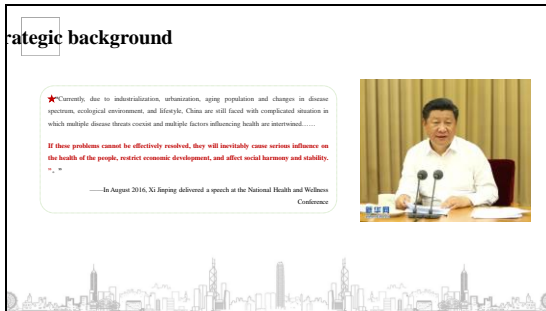 rategic background
"Currently, due to industrialization, urbanization, aging population and changes in disease
spectrum, ecological environment, and lifestyle, China are still faced with complicated situation in
which multiple disease threats coexist and multiple factors influencing health are intertwined……
If these problems cannot be effectively resolved, they will inevitably cause serious influence on
the health of the people, restrict economic development, and affect social harmony and stability.
"。"
——In August 2016, Xi Jinping delivered a speech at the National Health and Wellness
Conference
新华网